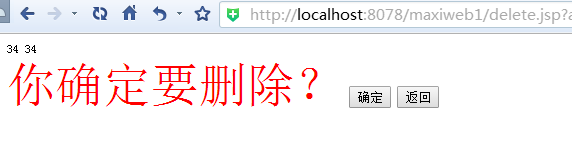 http://localhost:8078/maxiweb1/delete.jsp?a
34 34
你确定要删除？ 确定 返回